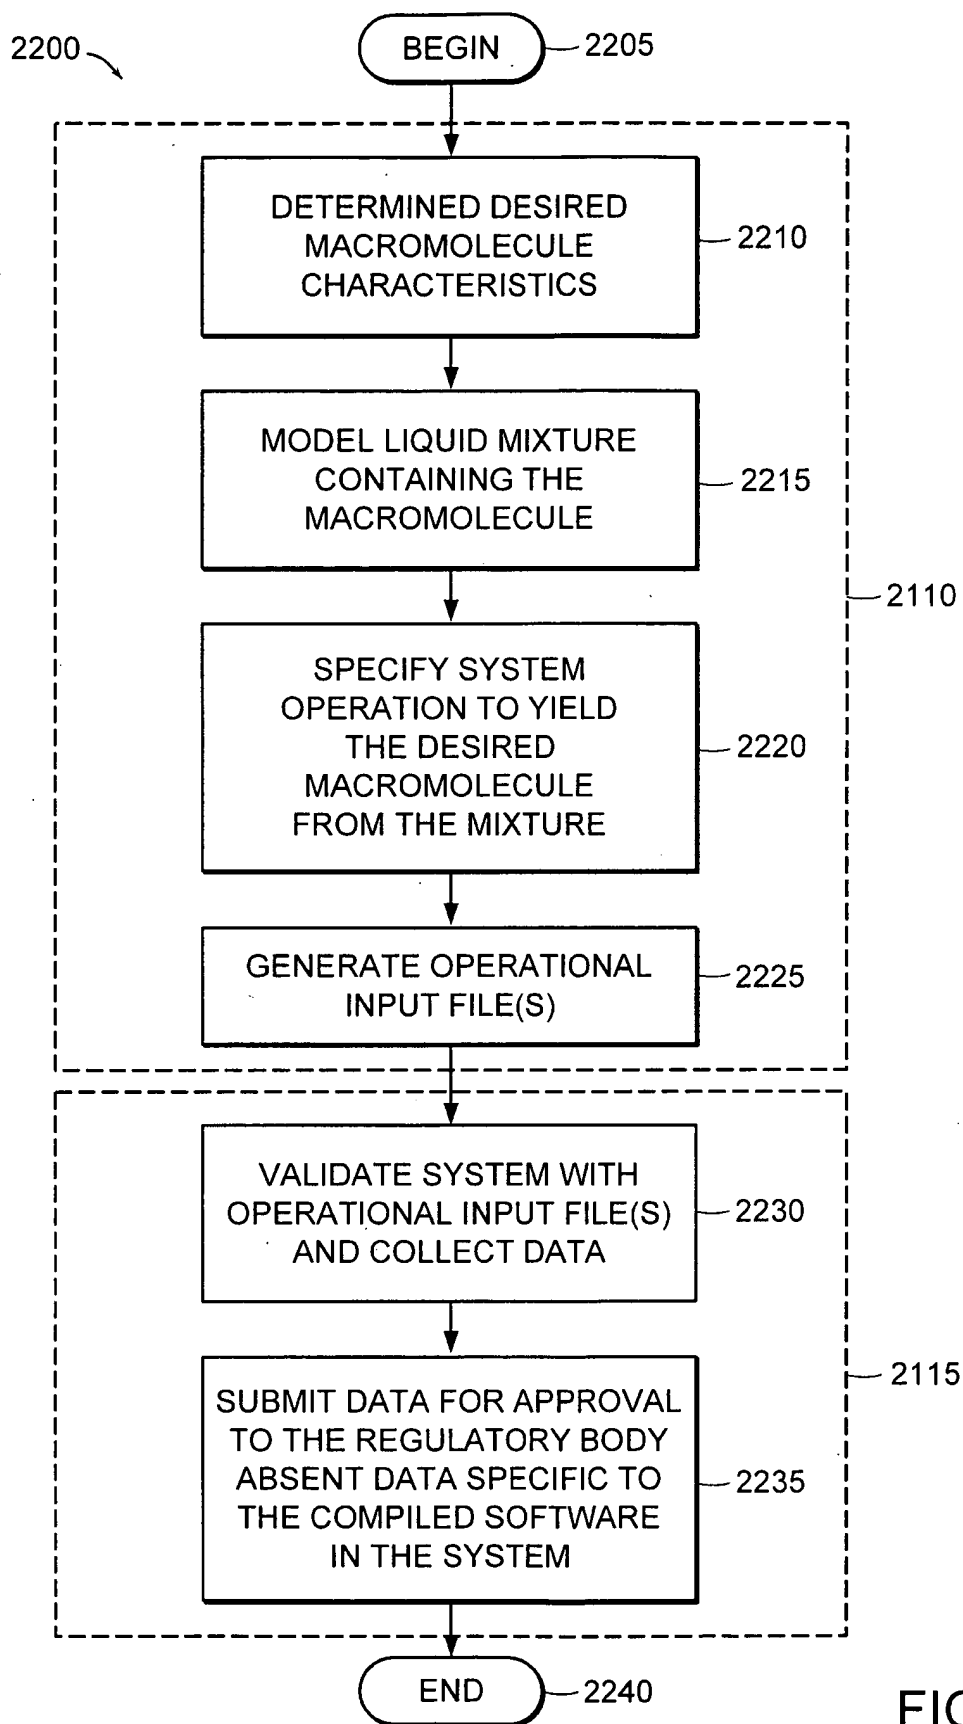 2200
BEGIN
2205
DETERMINED DESIRED
MACROMOLECULE
CHARACTERISTICS
2210
MODEL LIQUID MIXTURE
CONTAINING THE
MACROMOLECULE
2215
2110
SPECIFY SYSTEM
OPERATION TO YIELD
THE DESIRED
MACROMOLECULE
FROM THE MIXTURE
2220
GENERATE OPERATIONAL
INPUT FILE(S)
2225
VALIDATE SYSTEM WITH
OPERATIONAL INPUT FILE(S)
AND COLLECT DATA
2230
SUBMIT DATA FOR APPROVAL
TO THE REGULATORY BODY
ABSENT DATA SPECIFIC TO
THE COMPILED SOFTWARE
IN THE SYSTEM
2235
2115
END
2240
FIG